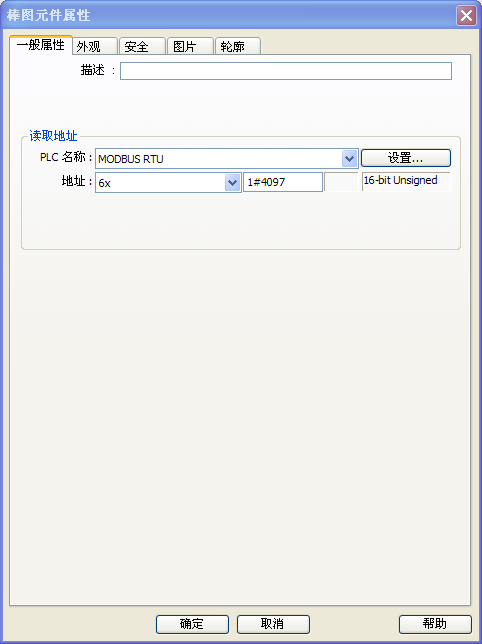 棒图元件属性
一般属性 外观 安全 图片 轮廓
描述 :
读取地址
PLC 名称 : MODBUS RTU 设置...
地址 : 6x 1#4097 16-bit Unsigned
确定 取消 帮助